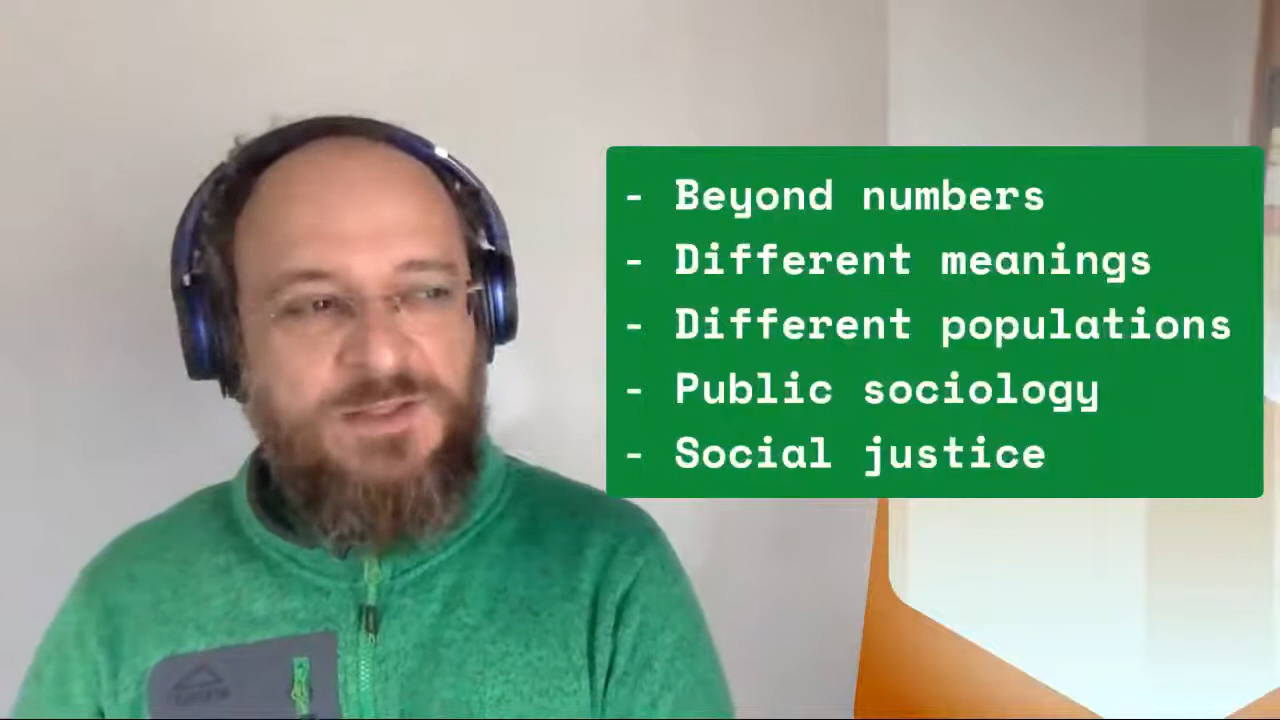 - Beyond numbers
- Different meanings
- Different populations
- Public sociology
- Social justice